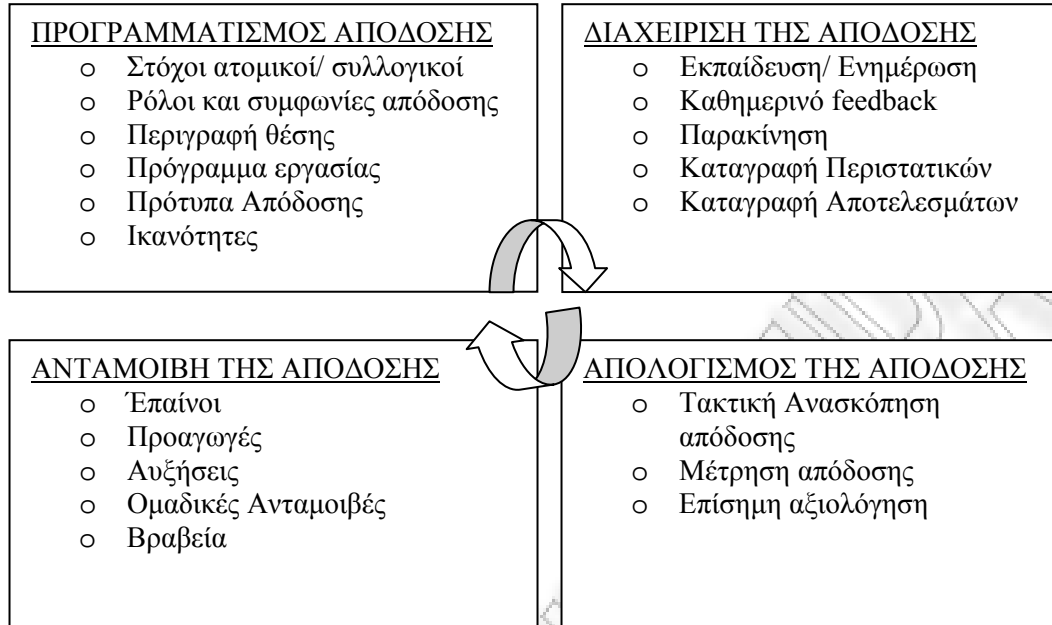 ΠΡΟΓΡΑΜΜΑΤΙΣΜΟΣ ΑΠΟΔΟΣΗΣ
o Στόχοι ατομικοί/ συλλογικοί
o Ρόλοι και συμφωνίες απόδοσης
o Περιγραφή θέσης
o Πρόγραμμα εργασίας
o Πρότυπα Απόδοσης
o Ικανότητες
ΔΙΑΧΕΙΡΙΣΗ ΤΗΣ ΑΠΟΔΟΣΗΣ
o Εκπαίδευση/ Ενημέρωση
o Καθημερινό feedback
o Παρακίνηση
o Καταγραφή Περιστατικών
o Καταγραφή Αποτελεσμάτων
ΑΝΤΑΜΟΙΒΗ ΤΗΣ ΑΠΟΔΟΣΗΣ
o Έπαίνοι
o Προαγωγές
o Αυξήσεις
o Ομαδικές Ανταμοιβές
o Βραβεία
ΑΠΟΛΟΓΙΣΜΟΣ ΤΗΣ ΑΠΟΔΟΣΗΣ
o Τακτική Ανασκόπηση
απόδοσης
o Μέτρηση απόδοσης
o Επίσημη αξιολόγηση